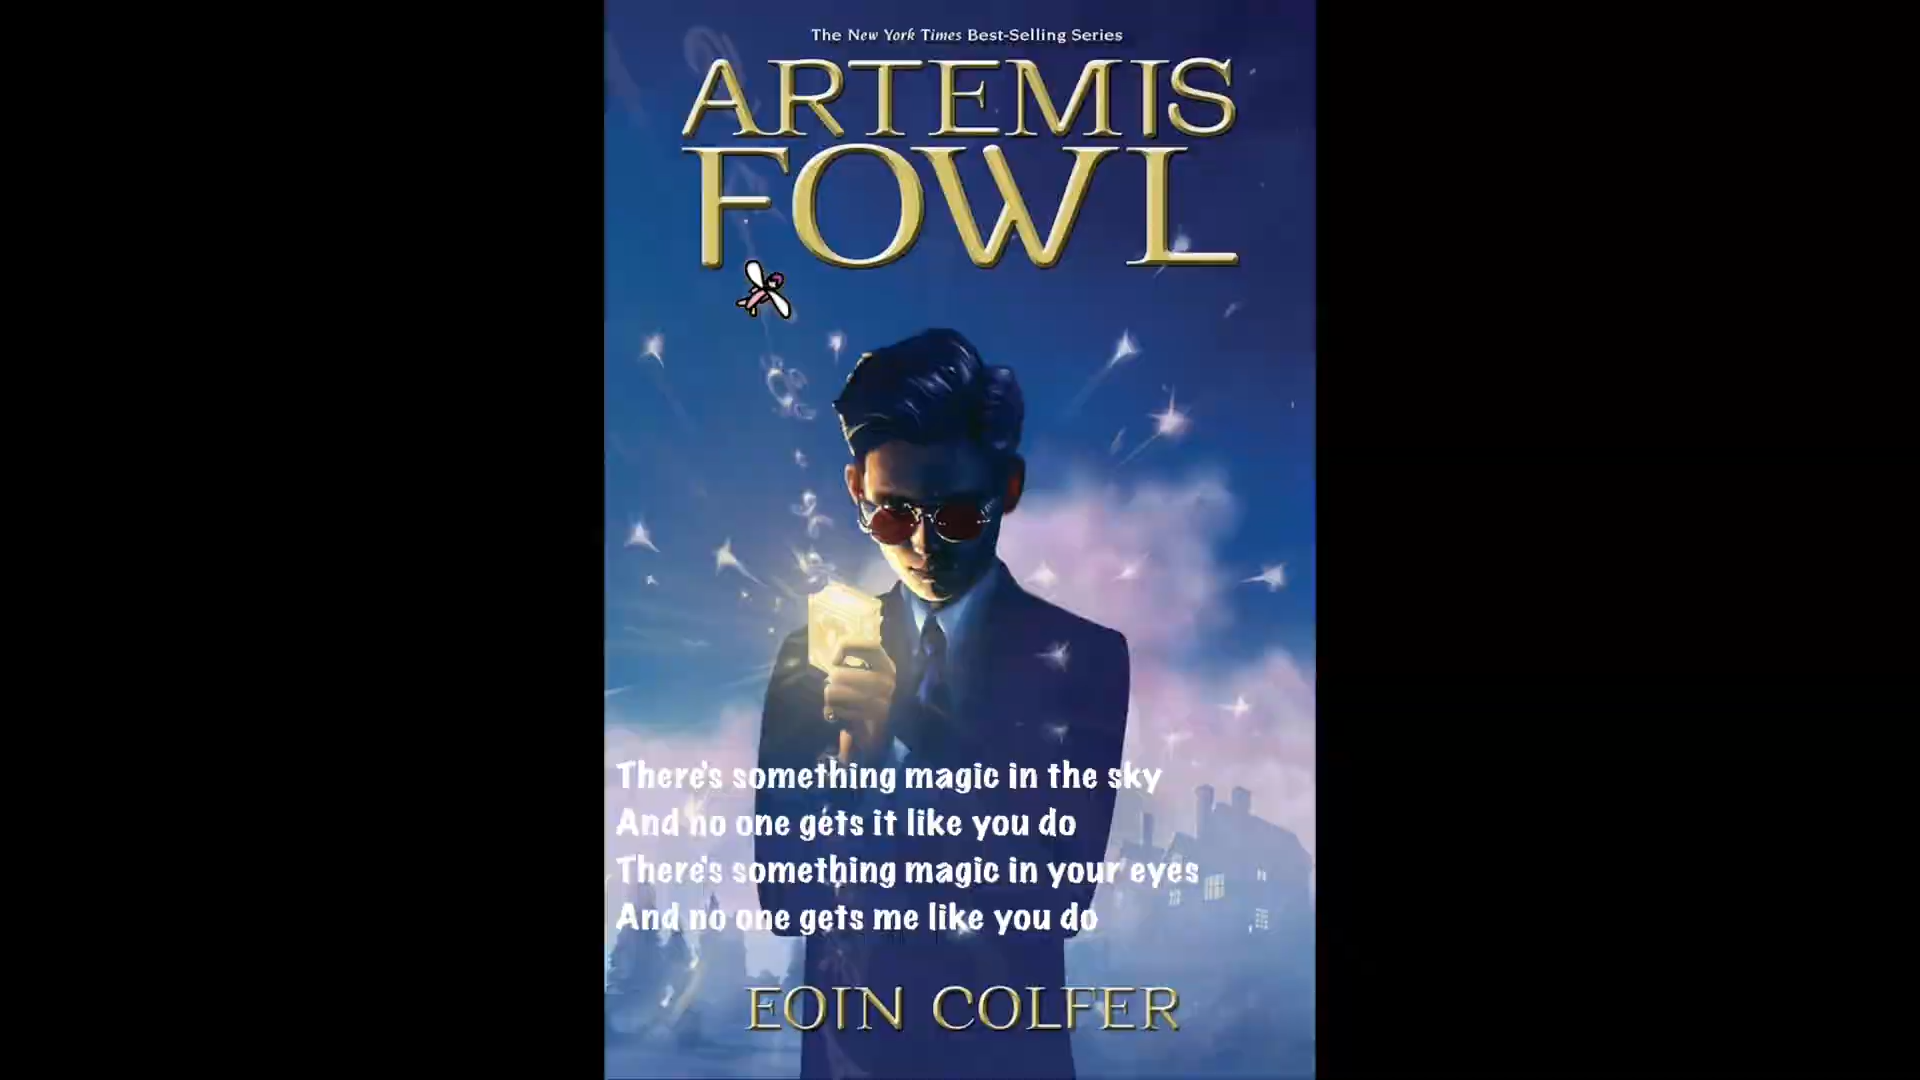 The New York Times Best-Selling Series
ARTEMIS
FOWL
There's something magic in the sky
And no one gets it like you do
There's something magic in your eyes
And no one gets me like you do
EOIN COLFER